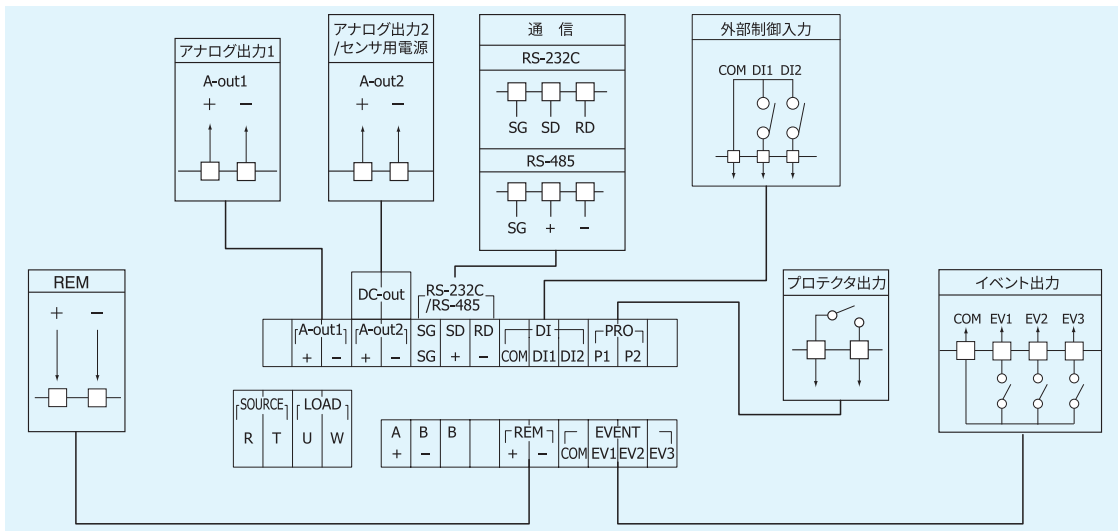 アナログ出力1
A-out1
+ −
アナログ出力2
/センサ用電源
A-out2
+ −
通 信
RS-232C
SG SD RD
RS-485
SG + −
外部制御入力
COM DI1 DI2
REM
+ −
プロテクタ出力
イベント出力
COM EV1 EV2 EV3
DC-out
RS-232C
/RS-485
A-out1 A-out2 SG SD RD DI PRO
+ − + − SG + − COM DI1 DI2 P1 P2
SOURCE LOAD
R T U W
A B B REM EVENT
+ − + − COM EV1 EV2 EV3